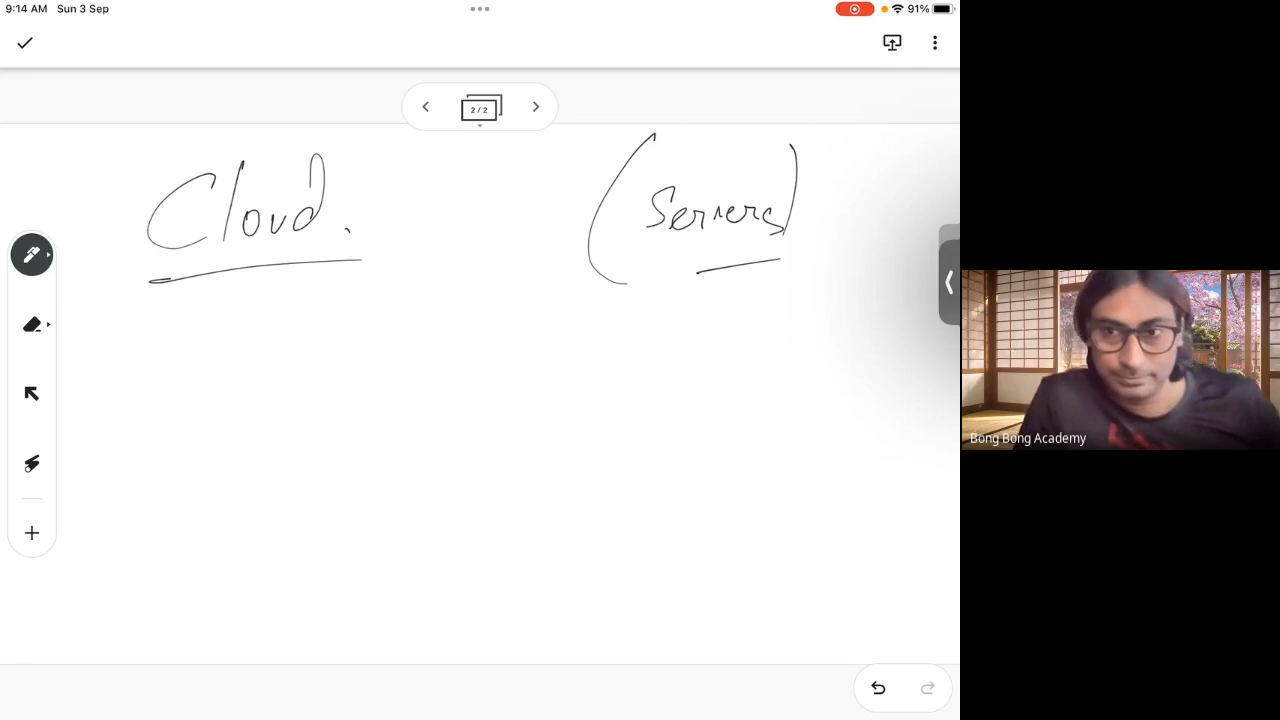 9:14 AM Sun 3 Sep
91%
2 / 2
Cloud.
(Servers)
Bong Bong Academy